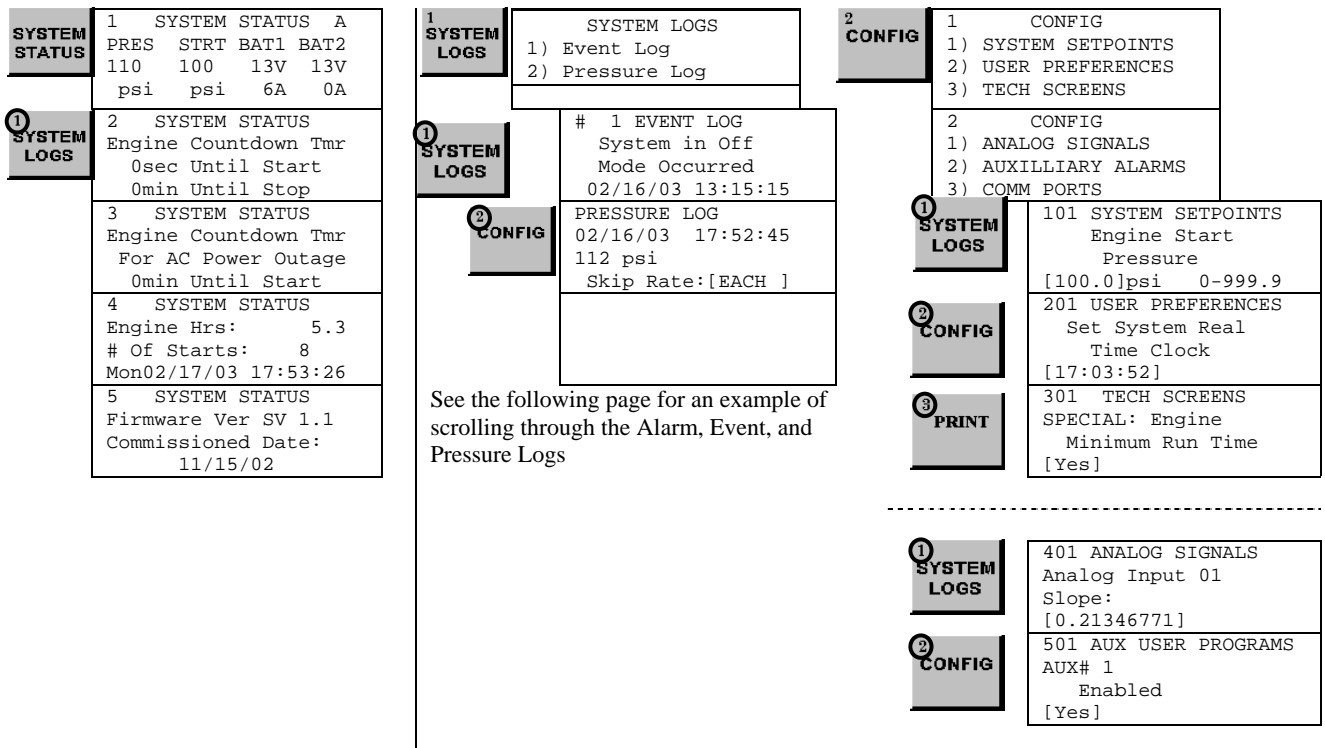 SYSTEM
STATUS
1   SYSTEM STATUS  A
PRES  STRT BAT1 BAT2
110   100   13V  13V
psi   psi   6A   0A
1
SYSTEM
LOGS
2   SYSTEM STATUS
Engine Countdown Tmr
0sec Until Start
0min Until Stop
3   SYSTEM STATUS
Engine Countdown Tmr
For AC Power Outage
0min Until Start
4   SYSTEM STATUS
Engine Hrs:      5.3
# Of Starts:    8
Mon02/17/03 17:53:26
5   SYSTEM STATUS
Firmware Ver SV 1.1
Commissioned Date:
11/15/02
1
SYSTEM
LOGS
SYSTEM LOGS
1) Event Log
2) Pressure Log
1
SYSTEM
LOGS
#  1 EVENT LOG
System in Off
Mode Occurred
02/16/03 13:15:15
2
CONFIG
PRESSURE LOG
02/16/03  17:52:45
112 psi
Skip Rate:[EACH ]
See the following page for an example of
scrolling through the Alarm, Event, and
Pressure Logs
2
CONFIG
1      CONFIG
1) SYSTEM SETPOINTS
2) USER PREFERENCES
3) TECH SCREENS
2      CONFIG
1) ANALOG SIGNALS
2) AUXILLIARY ALARMS
3) COMM PORTS
1
SYSTEM
LOGS
101 SYSTEM SETPOINTS
Engine Start
Pressure
[100.0]psi   0-999.9
2
CONFIG
201 USER PREFERENCES
Set System Real
Time Clock
[17:03:52]
3
PRINT
301  TECH SCREENS
SPECIAL: Engine
Minimum Run Time
[Yes]
1
SYSTEM
LOGS
401 ANALOG SIGNALS
Analog Input 01
Slope:
[0.21346771]
2
CONFIG
501 AUX USER PROGRAMS
AUX# 1
Enabled
[Yes]